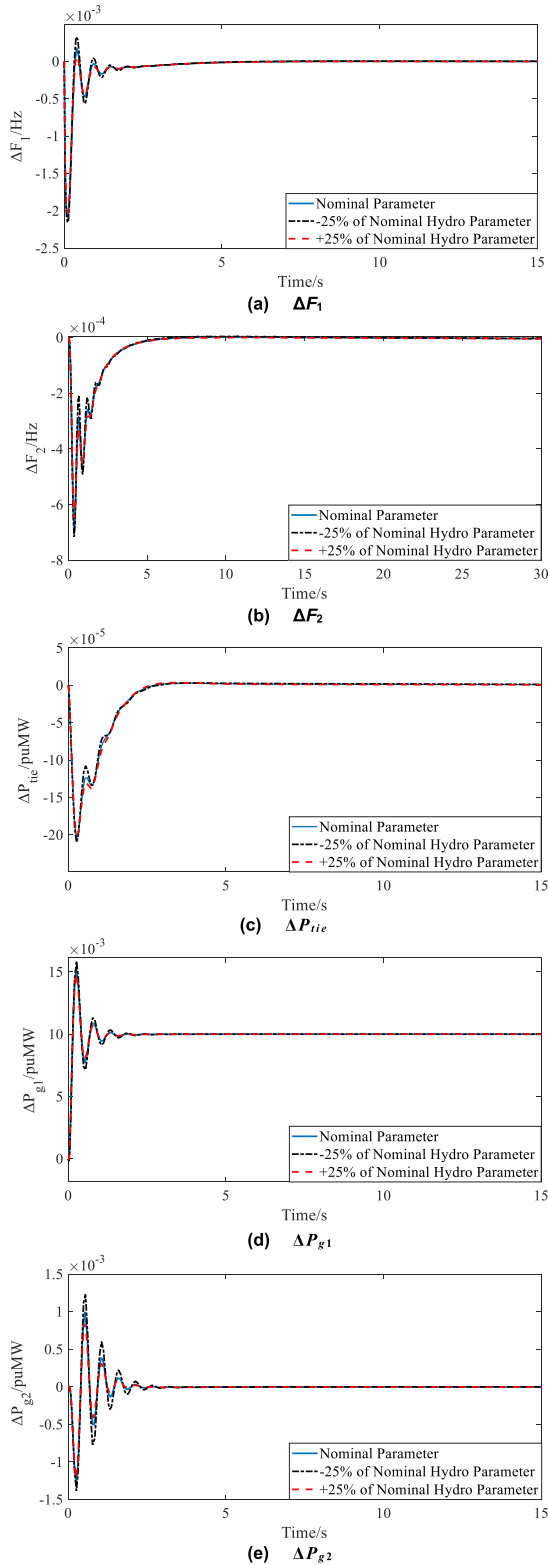 ×10⁻³
0
-0.5
-1
-1.5
-2
-2.5
ΔF₁/Hz
Nominal Parameter
-25% of Nominal Hydro Parameter
+25% of Nominal Hydro Parameter
0 5 10 15
Time/s
(a) ΔF₁
×10⁻⁴
0
-2
-4
-6
-8
ΔF₂/Hz
Nominal Parameter
-25% of Nominal Hydro Parameter
+25% of Nominal Hydro Parameter
0 5 10 15 20 25 30
Time/s
(b) ΔF₂
×10⁻⁵
5
0
-5
-10
-15
-20
ΔP_tie/puMW
Nominal Parameter
-25% of Nominal Hydro Parameter
+25% of Nominal Hydro Parameter
0 5 10 15
Time/s
(c) ΔP_tie
×10⁻³
15
10
5
0
ΔP_g1/puMW
Nominal Parameter
-25% of Nominal Hydro Parameter
+25% of Nominal Hydro Parameter
0 5 10 15
Time/s
(d) ΔP_g1
×10⁻³
1.5
1
0.5
0
-0.5
-1
-1.5
ΔP_g2/puMW
Nominal Parameter
-25% of Nominal Hydro Parameter
+25% of Nominal Hydro Parameter
0 5 10 15
Time/s
(e) ΔP_g2